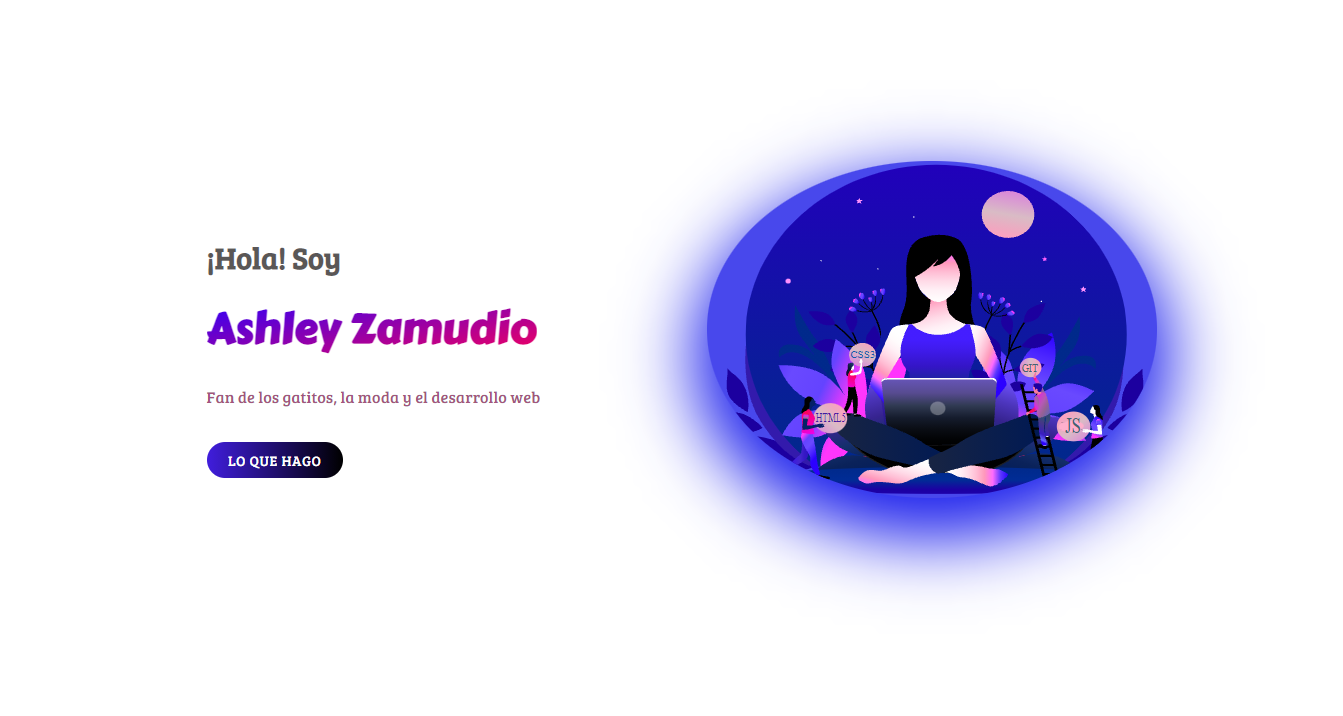 ¡Hola! Soy
Ashley Zamudio
Fan de los gatitos, la moda y el desarrollo web
LO QUE HAGO
CSS3
GIT
HTML5
JS